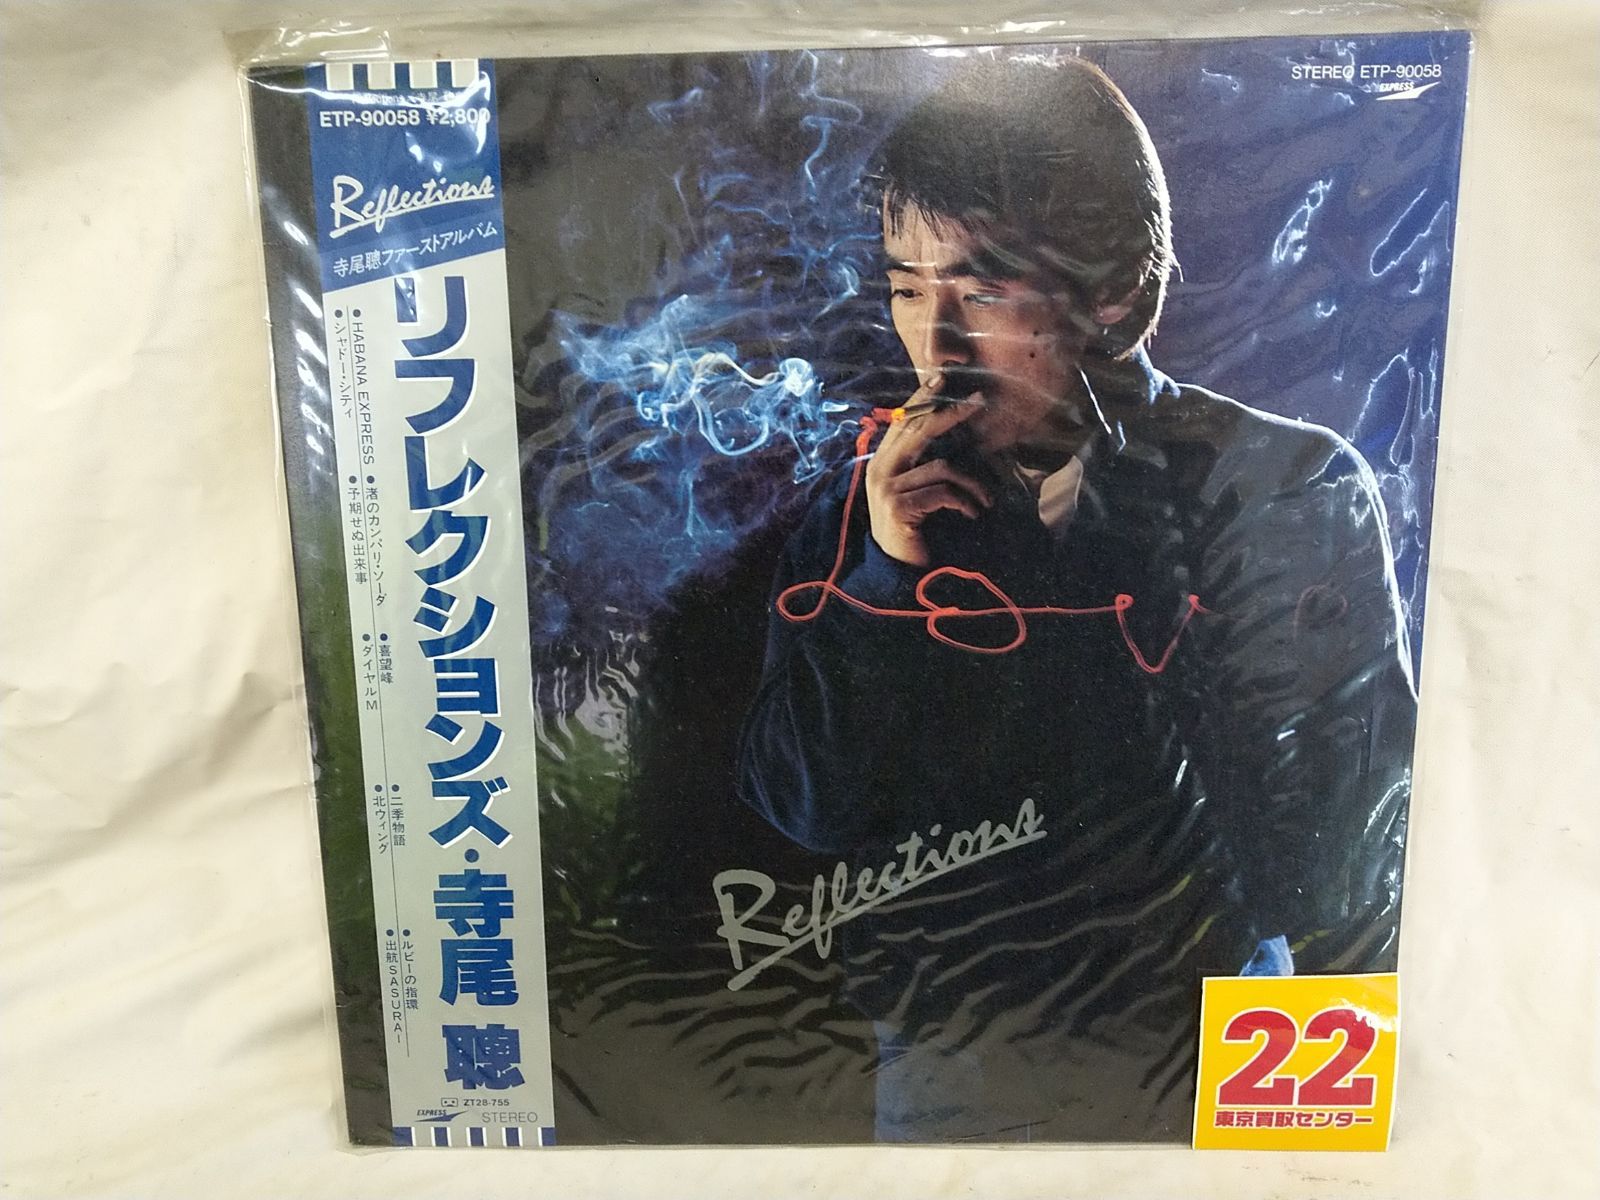 ETP-90058 ¥2,800
Reflections
寺尾聰ファーストアルバム
リフレクションズ・寺尾 聰
●HABANA EXPRESS
●シャドー・シティ
●渚のカンパリ・ソーダ
●予期せぬ出来事
●喜望峰
●ダイヤルM
●二季物語
●北ウィング
●ルビーの指環
●出航SASURAI
ZT28-755
EXPRESS STEREO
STEREO ETP-90058
EXPRESS
Love
Reflections
22
東京買取センター